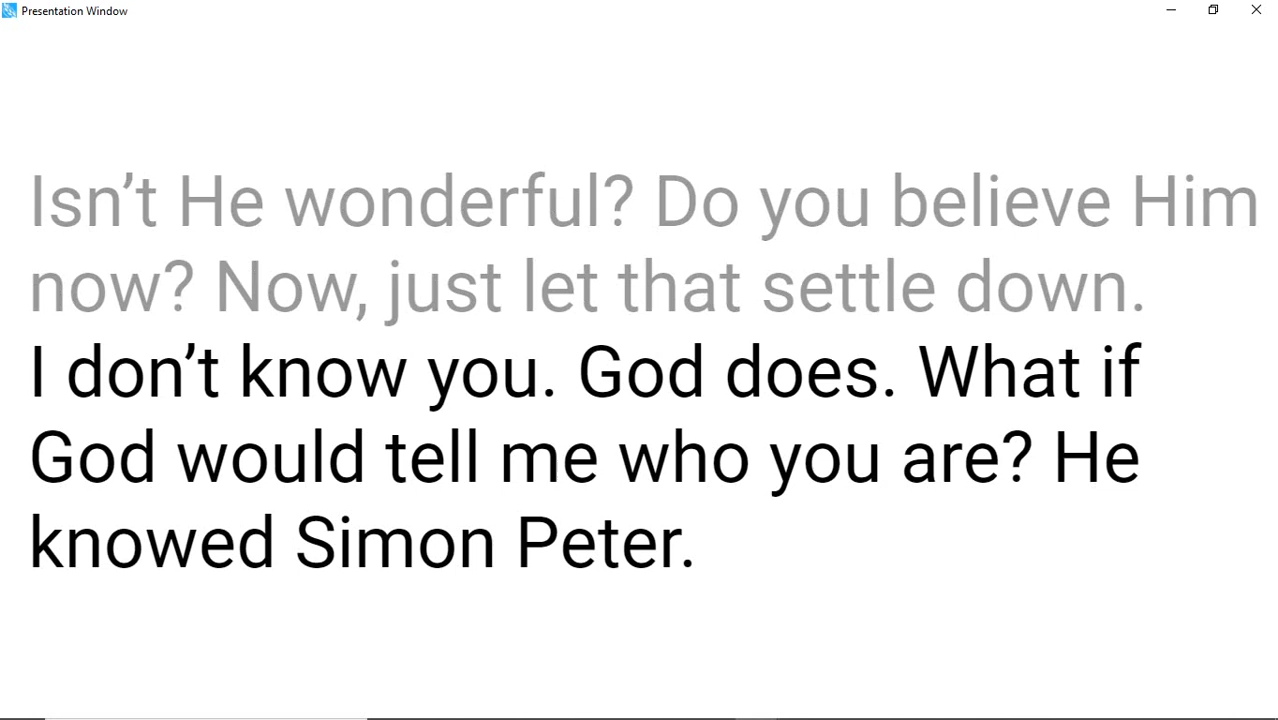 Presentation Window
Isn’t He wonderful? Do you believe Him
now? Now, just let that settle down.
I don’t know you. God does. What if
God would tell me who you are? He
knowed Simon Peter.